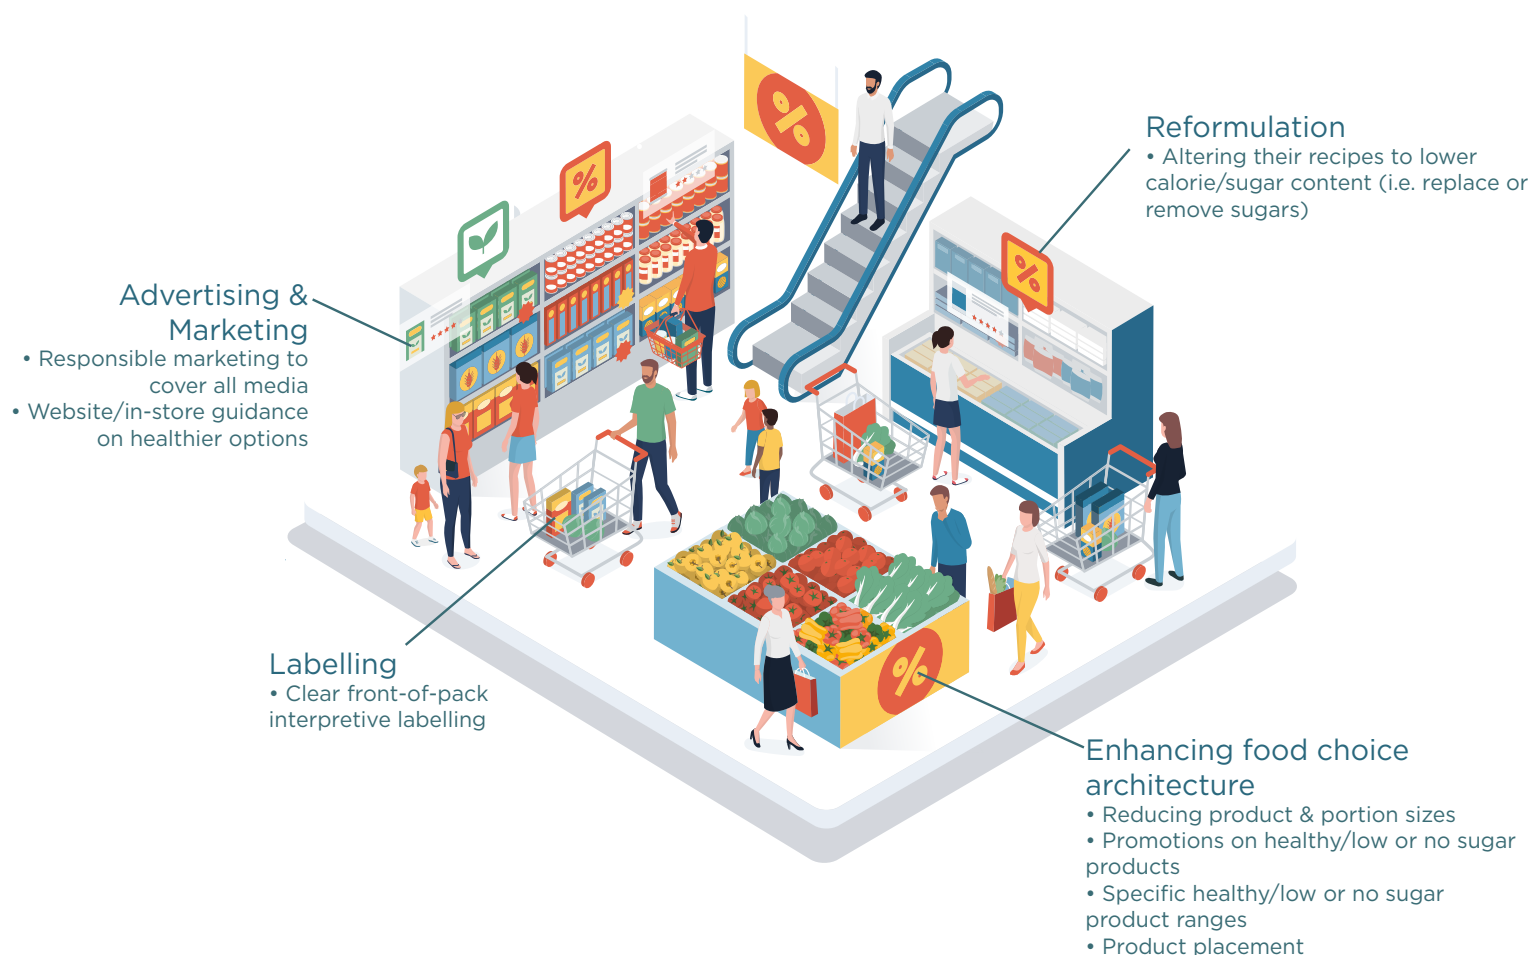 Reformulation
• Altering their recipes to lower
calorie/sugar content (i.e. replace or
remove sugars)
Advertising &
Marketing
• Responsible marketing to
cover all media
• Website/in-store guidance
on healthier options
Labelling
• Clear front-of-pack
interpretive labelling
Enhancing food choice
architecture
• Reducing product & portion sizes
• Promotions on healthy/low or no sugar
products
• Specific healthy/low or no sugar
product ranges
• Product placement
%
%
%
%